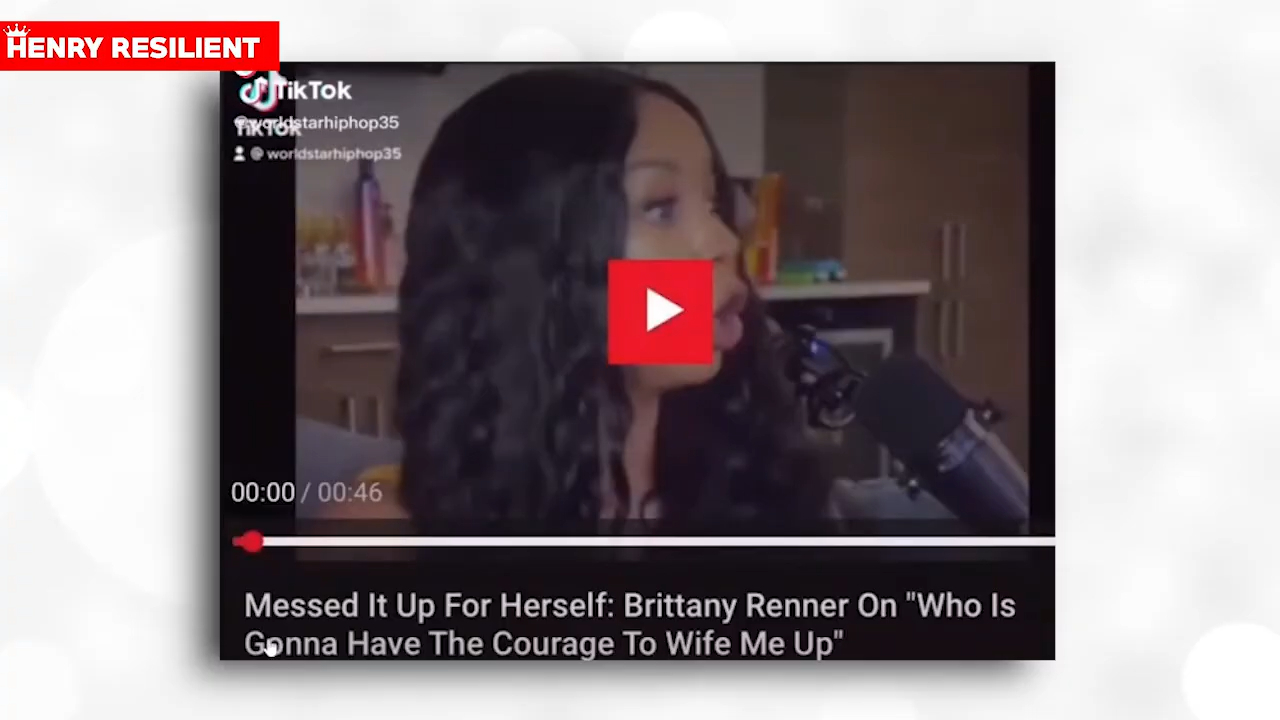 HENRY RESILIENT
TikTok
@worldstarhiphop35
TikTok
@ worldstarhiphop35
00:00 / 00:46
Messed It Up For Herself: Brittany Renner On "Who Is
Gonna Have The Courage To Wife Me Up"